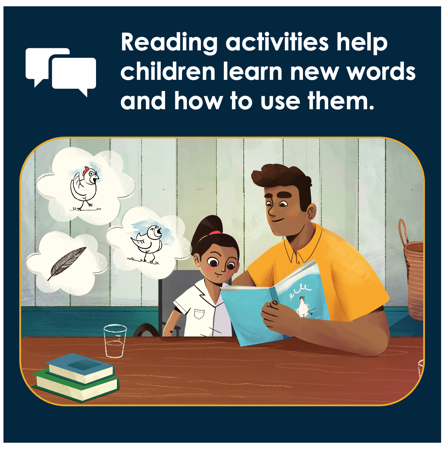 Reading activities help
children learn new words
and how to use them.